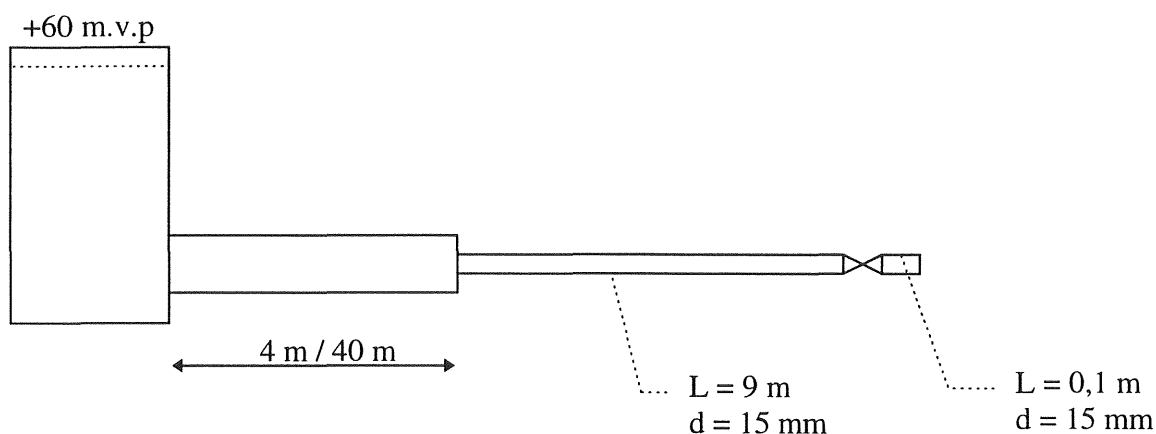 +60 m.v.p
4 m / 40 m
L = 9 m
d = 15 mm
L = 0,1 m
d = 15 mm